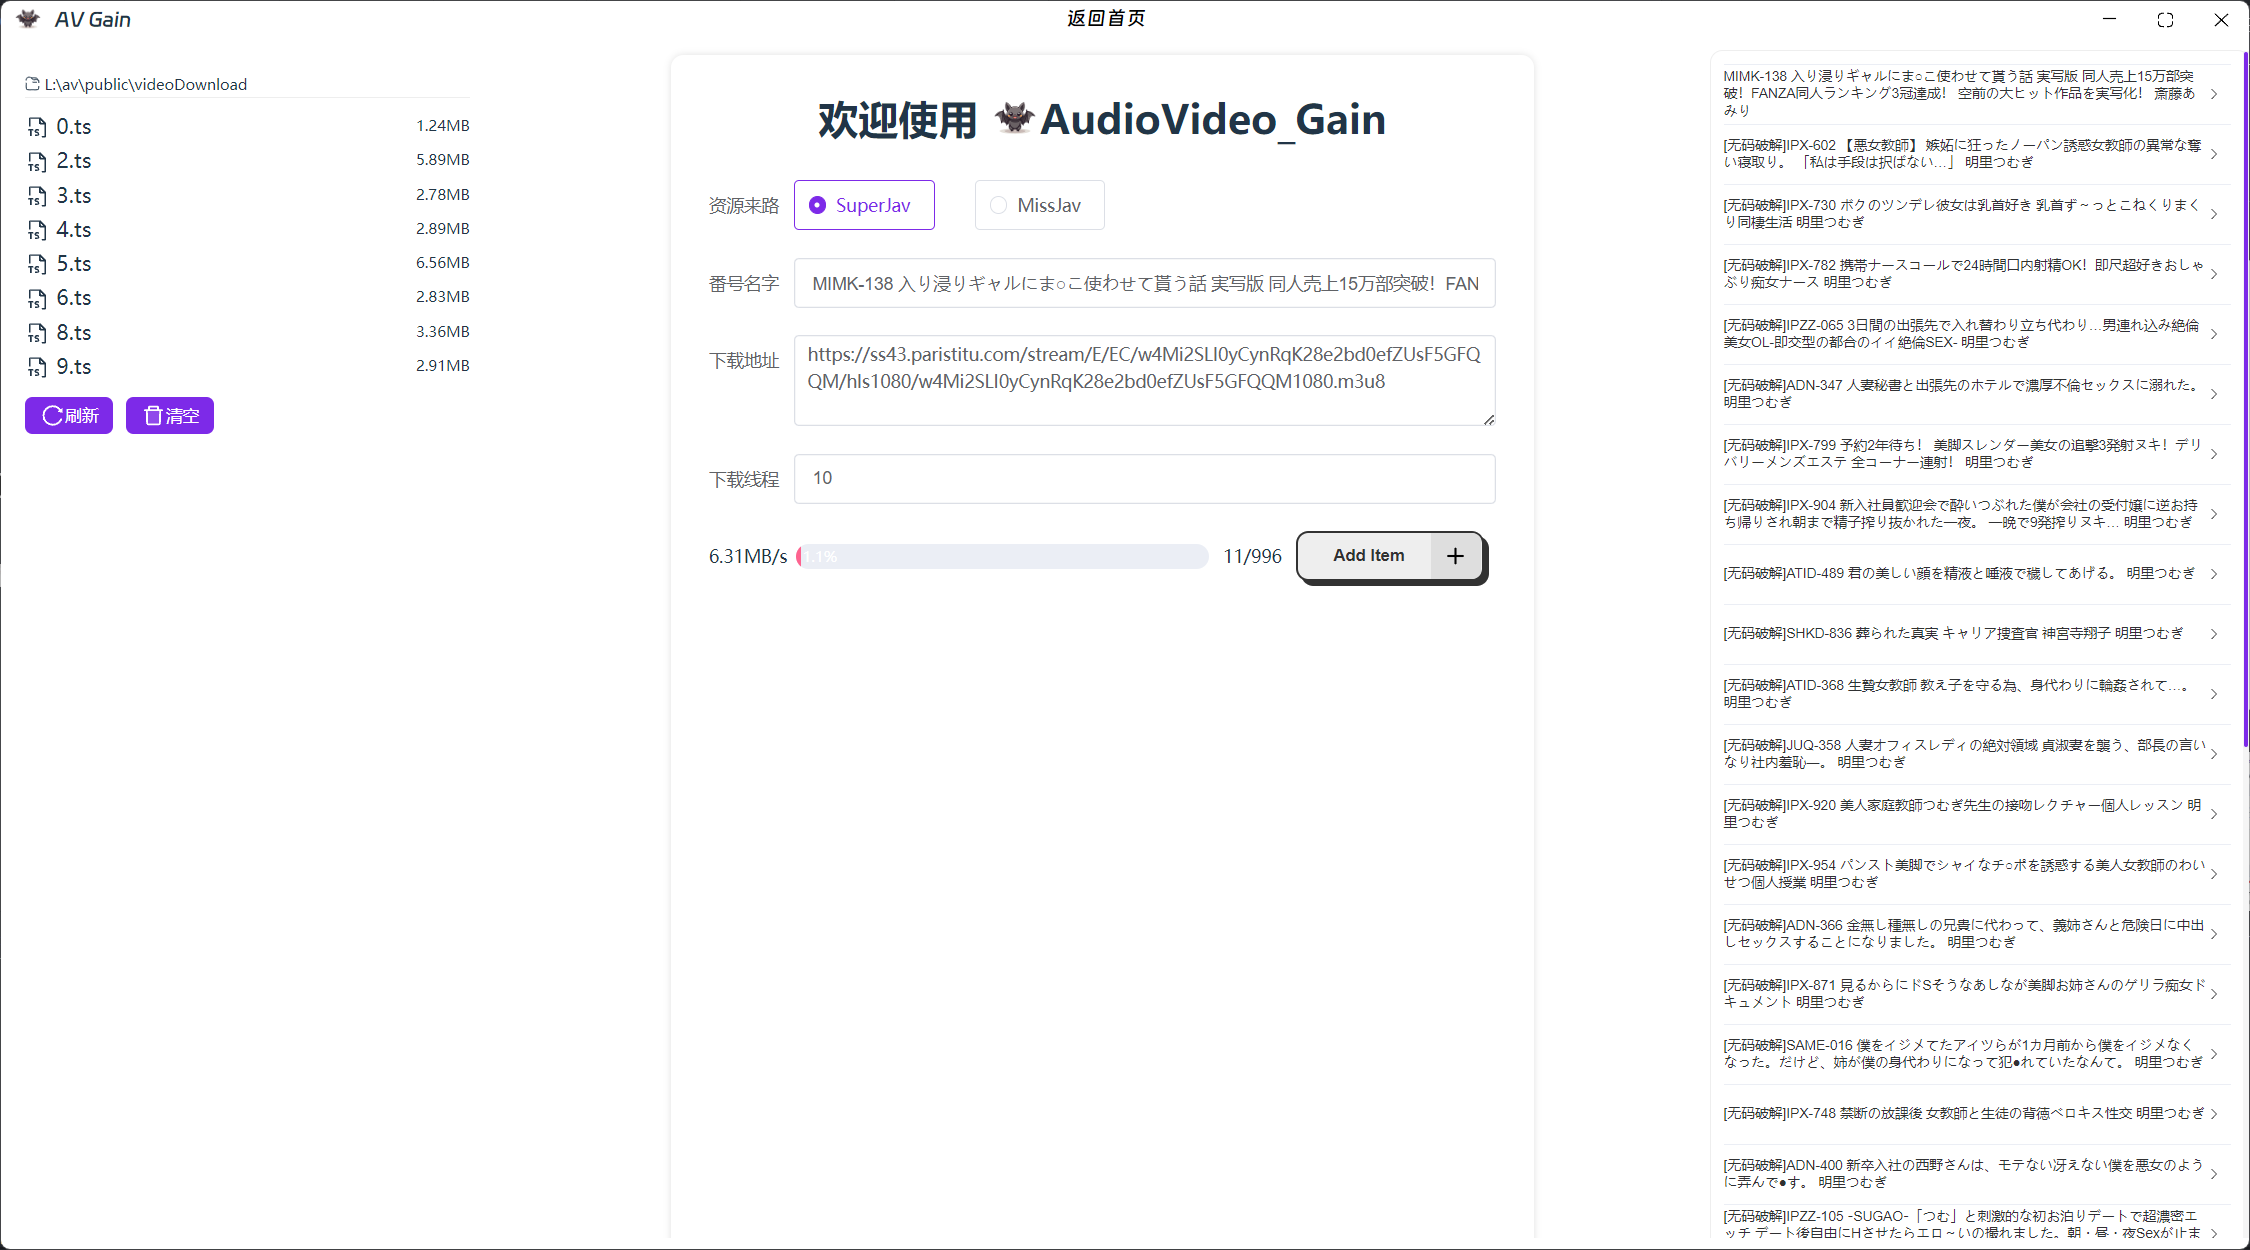 AV Gain
返回首页
L:\av\public\videoDownload
0.ts 1.24MB
2.ts 5.89MB
3.ts 2.78MB
4.ts 2.89MB
5.ts 6.56MB
6.ts 2.83MB
8.ts 3.36MB
9.ts 2.91MB
刷新 清空
欢迎使用 AudioVideo_Gain
资源来路 SuperJav MissJav
番号名字 MIMK-138 入り浸りギャルにま○こ使わせて貰う話 実写版 同人売上15万部突破！FAN
下载地址 https://ss43.paristitu.com/stream/E/EC/w4Mi2SLI0yCynRqK28e2bd0efZUsF5GFQ
QM/hls1080/w4Mi2SLI0yCynRqK28e2bd0efZUsF5GFQQM1080.m3u8
下载线程 10
6.31MB/s 1.1% 11/996 Add Item
MIMK-138 入り浸りギャルにま○こ使わせて貰う話 実写版 同人売上15万部突
破！FANZA同人ランキング3冠達成！ 空前の大ヒット作品を実写化！ 斎藤あ
みり
[无码破解]IPX-602 【悪女教師】 嫉妬に狂ったノーパン誘惑女教師の異常な奪
い寝取り。 「私は手段は択ばない…」 明里つむぎ
[无码破解]IPX-730 ボクのツンデレ彼女は乳首好き 乳首ず～っとこねくりまく
り同棲生活 明里つむぎ
[无码破解]IPX-782 携帯ナースコールで24時間口内射精OK！即尺超好きおしゃ
ぶり痴女ナース 明里つむぎ
[无码破解]IPZZ-065 3日間の出張先で入れ替わり立ち代わり…男連れ込み絶倫
美女OL-即交型の都合のイイ絶倫SEX- 明里つむぎ
[无码破解]ADN-347 人妻秘書と出張先のホテルで濃厚不倫セックスに溺れた。
明里つむぎ
[无码破解]IPX-799 予約2年待ち！ 美脚スレンダー美女の追撃3発射ヌキ！デリ
バリーメンズエステ 全コーナー連射！ 明里つむぎ
[无码破解]IPX-904 新入社員歓迎会で酔いつぶれた僕が会社の受付嬢に逆お持
ち帰りされ朝まで精子搾り抜かれた一夜。 一晩で9発搾りヌキ… 明里つむぎ
[无码破解]ATID-489 君の美しい顔を精液と唾液で穢してあげる。 明里つむぎ
[无码破解]SHKD-836 葬られた真実 キャリア捜査官 神宮寺翔子 明里つむぎ
[无码破解]ATID-368 生贄女教師 教え子を守る為、身代わりに輪姦されて…。
明里つむぎ
[无码破解]JUQ-358 人妻オフィスレディの絶対領域 貞淑妻を襲う、部長の言い
なり社内羞恥―。 明里つむぎ
[无码破解]IPX-920 美人家庭教師つむぎ先生の接吻レクチャー個人レッスン 明
里つむぎ
[无码破解]IPX-954 パンスト美脚でシャイなチ○ポを誘惑する美人女教師のわい
せつ個人授業 明里つむぎ
[无码破解]ADN-366 金無し種無しの兄貴に代わって、義姉さんと危険日に中出
しセックスすることになりました。 明里つむぎ
[无码破解]IPX-871 見るからにドSそうなあしなが美脚お姉さんのゲリラ痴女ド
キュメント 明里つむぎ
[无码破解]SAME-016 僕をイジメてたアイツらが1カ月前から僕をイジメなく
なった。だけど、姉が僕の身代わりになって犯●れていたなんて。 明里つむぎ
[无码破解]IPX-748 禁断の放課後 女教師と生徒の背徳ベロキス性交 明里つむぎ
[无码破解]ADN-400 新卒入社の西野さんは、モテない冴えない僕を悪女のよう
に弄んで●す。 明里つむぎ
[无码破解]IPZZ-105 -SUGAO-「つむ」と刺激的な初お泊りデートで超濃密エ
ッチ デート後自由にHさせたらエロ～いの撮れました。朝・昼・夜Sexが止ま